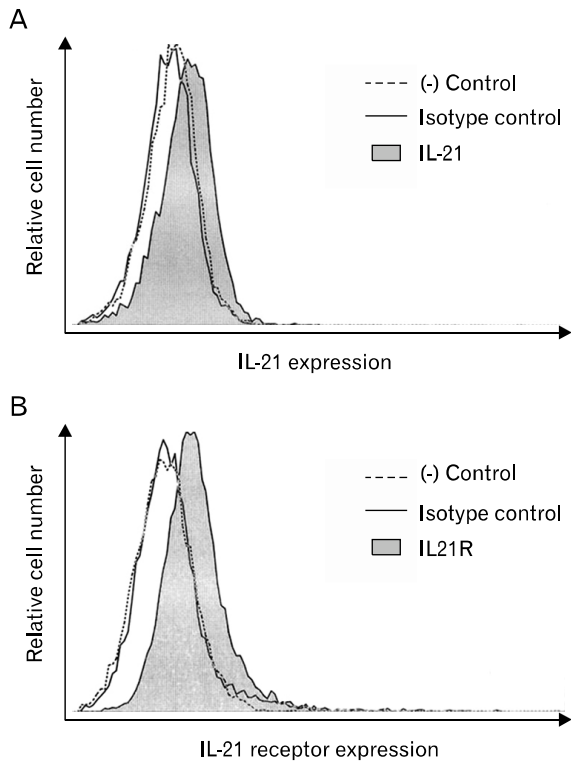 A
Relative cell number
(-) Control
Isotype control
IL-21
IL-21 expression
B
Relative cell number
(-) Control
Isotype control
IL21R
IL-21 receptor expression